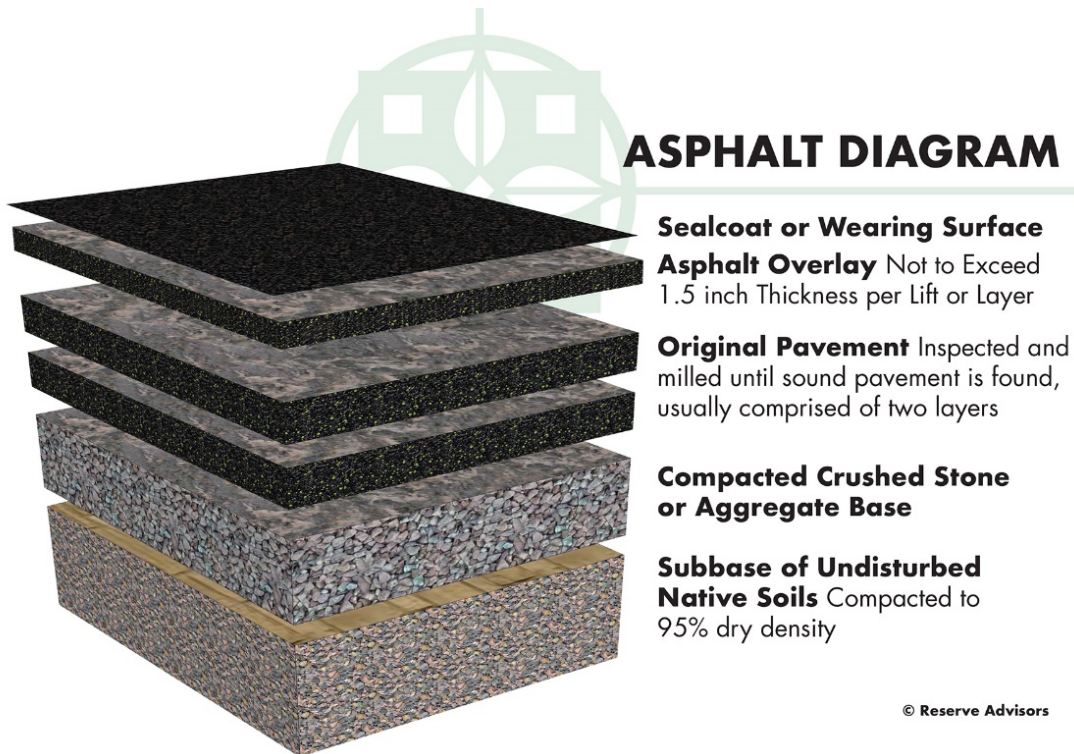 ASPHALT DIAGRAM
Sealcoat or Wearing Surface
Asphalt Overlay Not to Exceed
1.5 inch Thickness per Lift or Layer
Original Pavement Inspected and
milled until sound pavement is found,
usually comprised of two layers
Compacted Crushed Stone
or Aggregate Base
Subbase of Undisturbed
Native Soils Compacted to
95% dry density
© Reserve Advisors